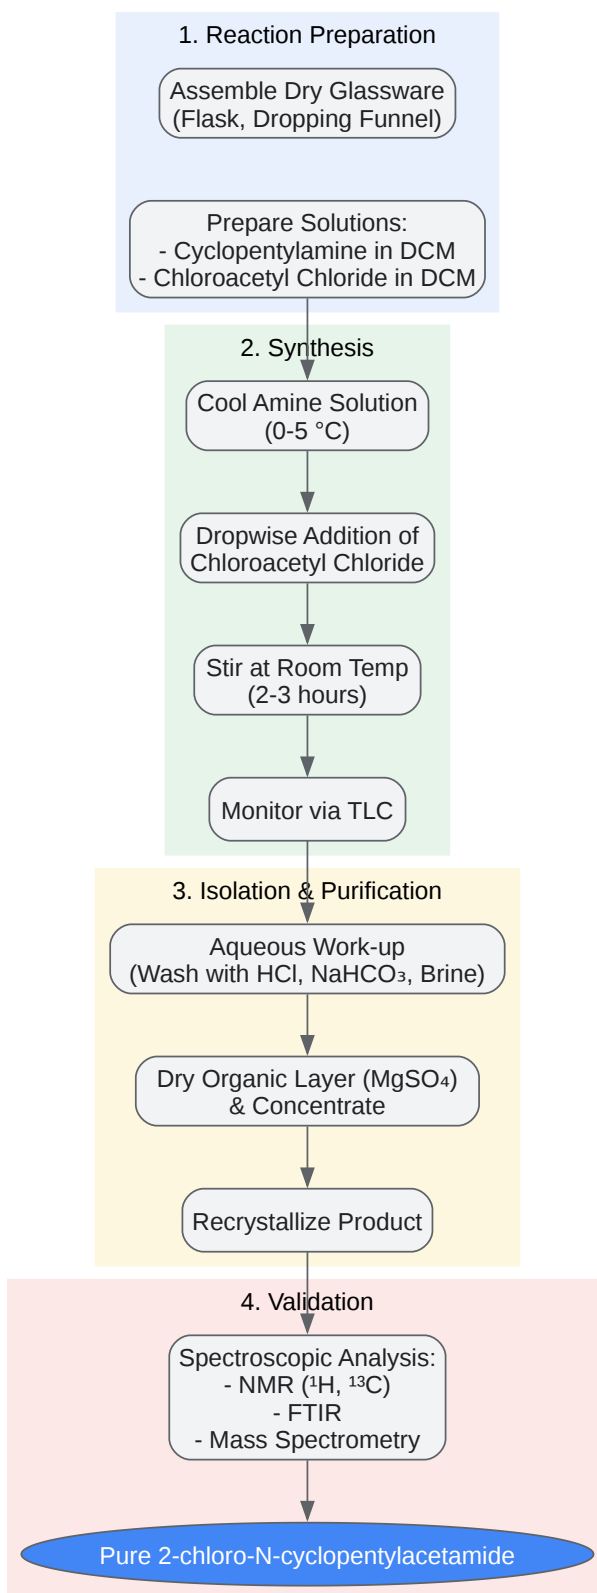 1. Reaction Preparation
Assemble Dry Glassware
(Flask, Dropping Funnel)
Prepare Solutions:
- Cyclopentylamine in DCM
- Chloroacetyl Chloride in DCM
2. Synthesis
Cool Amine Solution
(0-5 °C)
Dropwise Addition of
Chloroacetyl Chloride
Stir at Room Temp
(2-3 hours)
Monitor via TLC
3. Isolation & Purification
Aqueous Work-up
(Wash with HCl, NaHCO₃, Brine)
Dry Organic Layer (MgSO₄)
& Concentrate
Recrystallize Product
4. Validation
Spectroscopic Analysis:
- NMR (¹H, ¹³C)
- FTIR
- Mass Spectrometry
Pure 2-chloro-N-cyclopentylacetamide